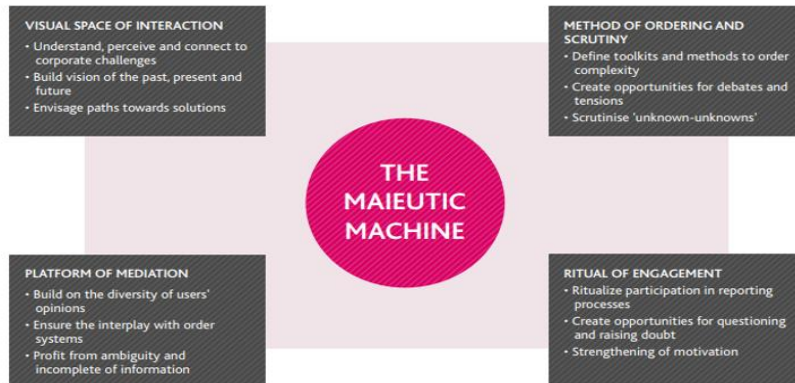 VISUAL SPACE OF INTERACTION
• Understand, perceive and connect to
corporate challenges
• Build vision of the past, present and
future
• Envisage paths towards solutions
METHOD OF ORDERING AND
SCRUTINY
• Define toolkits and methods to order
complexity
• Create opportunities for debates and
tensions
• Scrutinise 'unknown-unknowns'
THE
MAIEUTIC
MACHINE
PLATFORM OF MEDIATION
• Build on the diversity of users'
opinions
• Ensure the interplay with order
systems
• Profit from ambiguity and
incomplete of information
RITUAL OF ENGAGEMENT
• Ritualize participation in reporting
processes
• Create opportunities for questioning
and raising doubt
• Strengthening of motivation